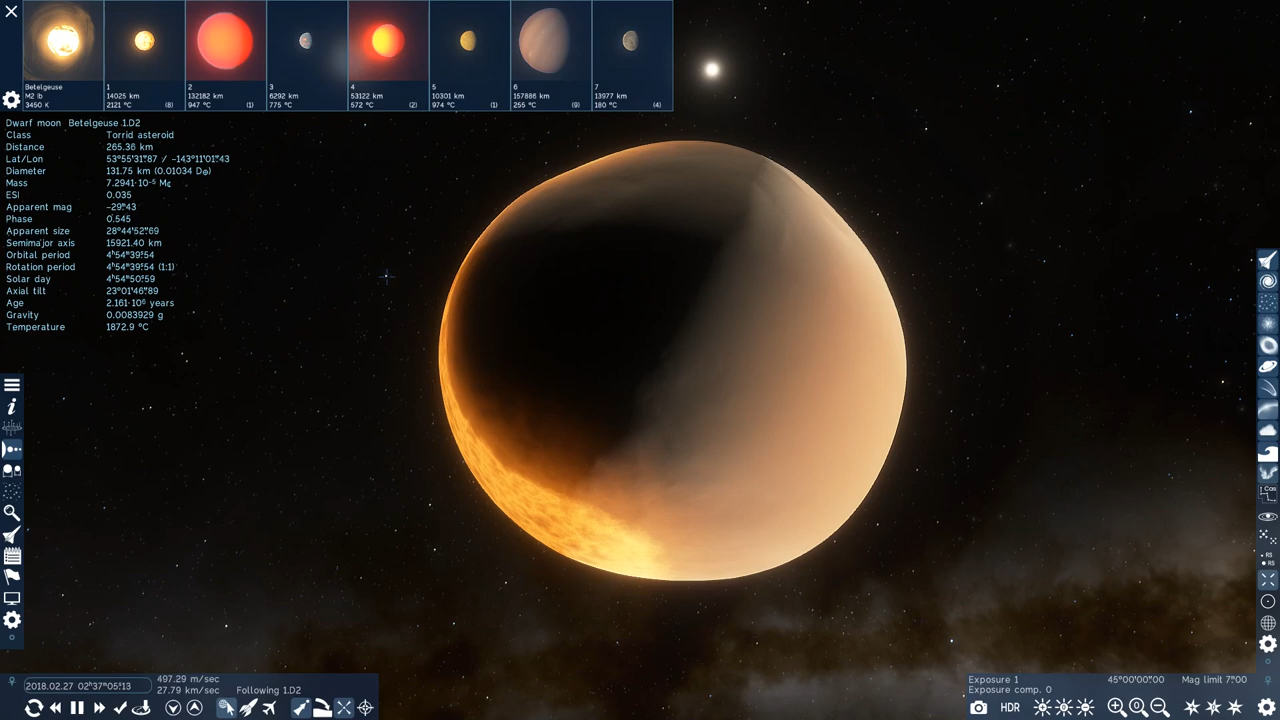 Betelgeuse
M2 Ib
3450 K
1
14025 km
2121 °C (8)
2
132182 km
947 °C (1)
3
6292 km
775 °C
4
53122 km
572 °C (2)
5
10301 km
974 °C (1)
6
157886 km
255 °C (9)
7
13977 km
180 °C (4)
Dwarf moon Betelgeuse 1.D2
Class Torrid asteroid
Distance 265.36 km
Lat/Lon 53°55'31"87 / -143°11'01"43
Diameter 131.75 km (0.01034 D⊕)
Mass 7.2941·10⁻⁵ M☾
ESI 0.035
Apparent mag -29ᵐ43
Phase 0.545
Apparent size 28°44'52"69
Semimajor axis 15921.40 km
Orbital period 4ʰ54ᵐ39ˢ54
Rotation period 4ʰ54ᵐ39ˢ54 (1:1)
Solar day 4ʰ54ᵐ50ˢ59
Axial tilt 23°01'46"89
Age 2.161·10⁶ years
Gravity 0.0083929 g
Temperature 1872.9 °C
Cas
RS
RS
2018.02.27 02ʰ37ᵐ05ˢ13
497.29 m/sec
27.79 km/sec Following 1.D2
Exposure 1 45°00'00"00 Mag limit 7ᵐ00
Exposure comp. 0
HDR